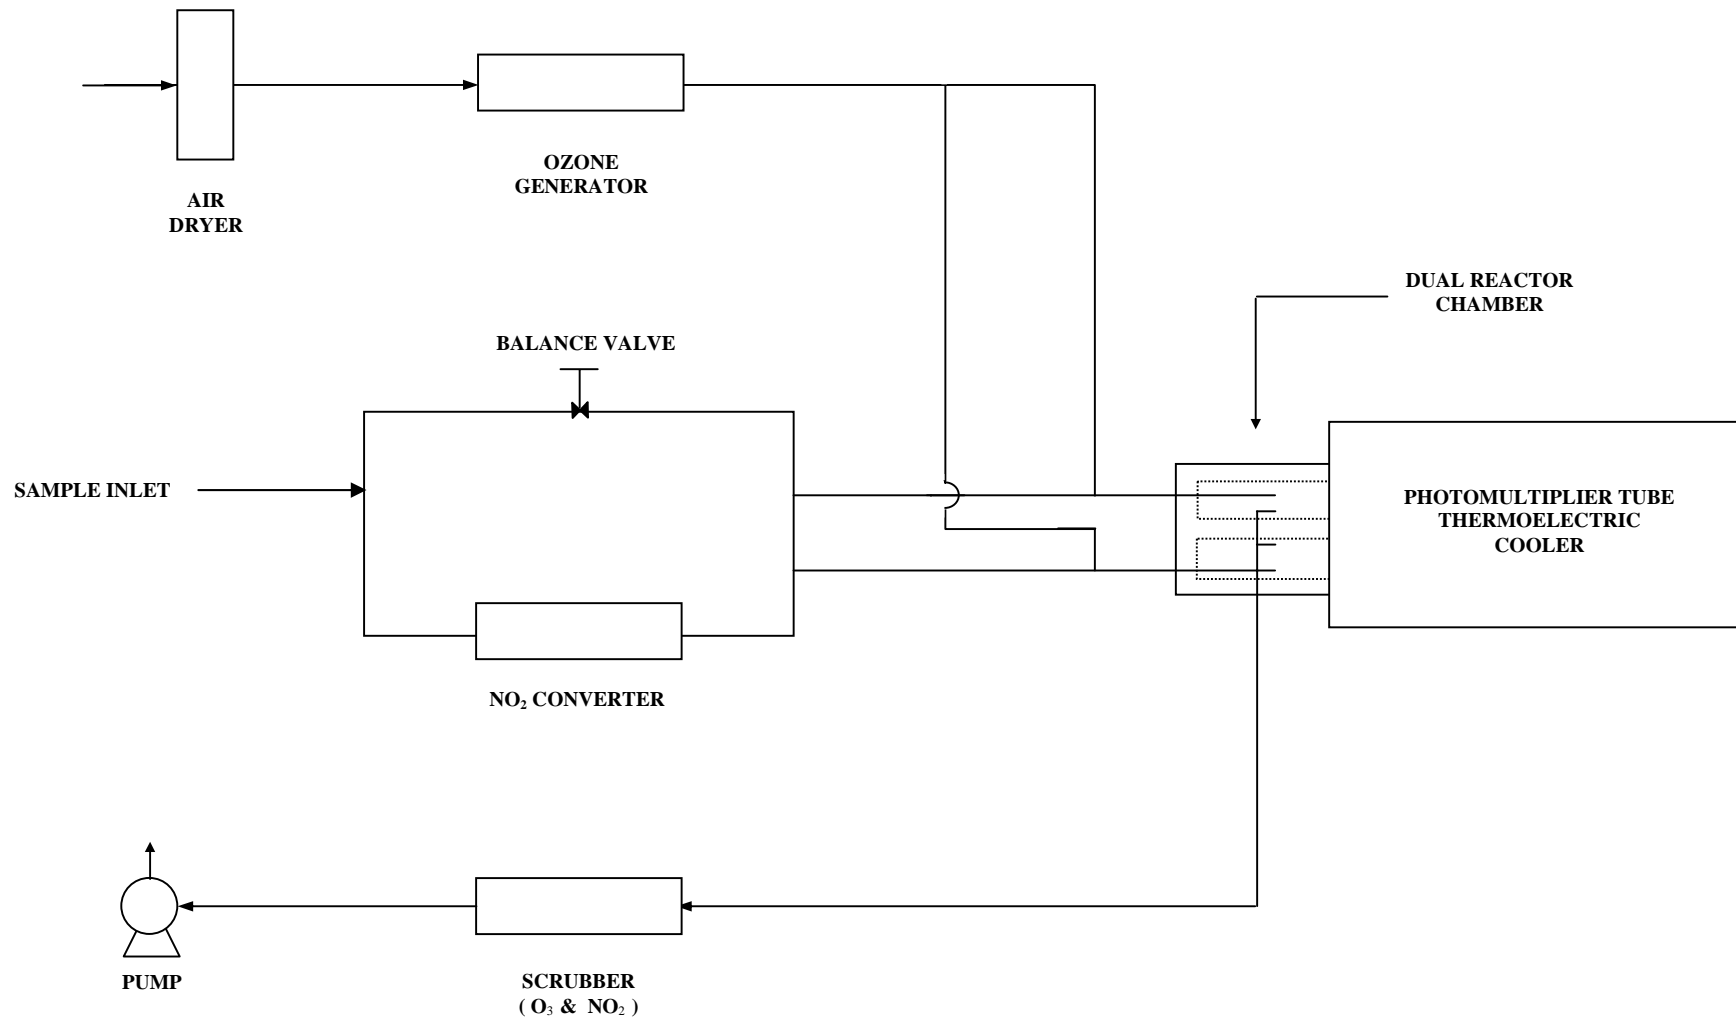 OZONE
GENERATOR
AIR
DRYER
DUAL REACTOR
CHAMBER
BALANCE VALVE
SAMPLE INLET
PHOTOMULTIPLIER TUBE
THERMOELECTRIC
COOLER
NO₂ CONVERTER
PUMP
SCRUBBER
( O₃ & NO₂ )